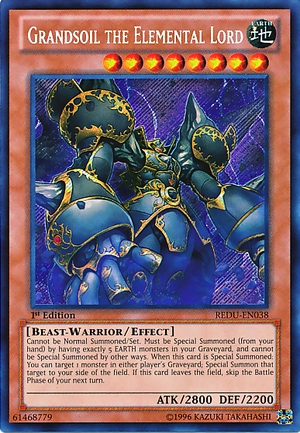 GRANDSOIL THE ELEMENTAL LORD
EARTH
地
1st Edition
REDU-EN038
[BEAST-WARRIOR/EFFECT]
Cannot be Normal Summoned/Set. Must be Special Summoned (from your
hand) by having exactly 5 EARTH monsters in your Graveyard, and cannot
be Special Summoned by other ways. When this card is Special Summoned:
You can target 1 monster in either player's Graveyard; Special Summon that
target to your side of the field. If this card leaves the field, skip the Battle
Phase of your next turn.
ATK/2800 DEF/2200
61468779
©1996 KAZUKI TAKAHASHI